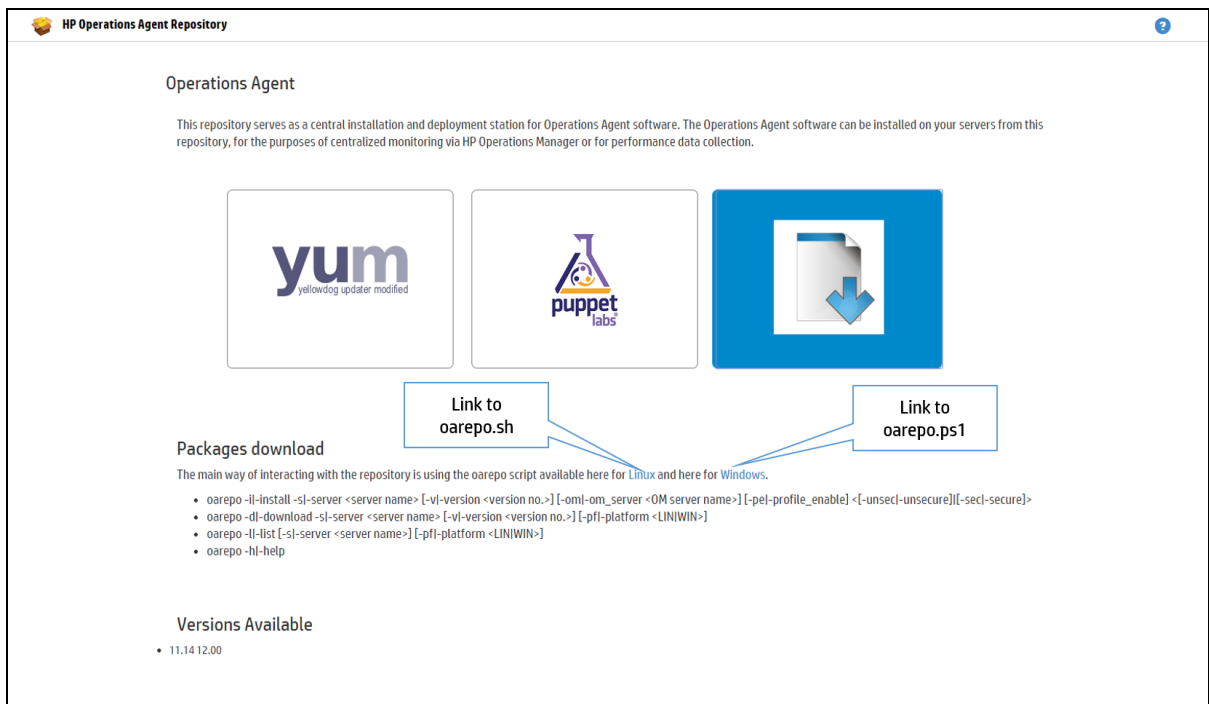 HP Operations Agent Repository
?
Operations Agent
This repository serves as a central installation and deployment station for Operations Agent software. The Operations Agent software can be installed on your servers from this
repository, for the purposes of centralized monitoring via HP Operations Manager or for performance data collection.
yum
yellowdog updater modified
puppet
labs
Link to
oarepo.sh
Link to
oarepo.ps1
Packages download
The main way of interacting with the repository is using the oarepo script available here for Linux and here for Windows.
• oarepo -i|-install -s|-server <server name> [-v|-version <version no.>] [-om|-om_server <OM server name>] [-pe|-profile_enable] <[-unsec|-unsecure]|[-sec|-secure]>
• oarepo -d|-download -s|-server <server name> [-v|-version <version no.>] [-pf|-platform <LIN|WIN>]
• oarepo -l|-list [-s|-server <server name>] [-pf|-platform <LIN|WIN>]
• oarepo -h|-help
Versions Available
• 11.14 12.00